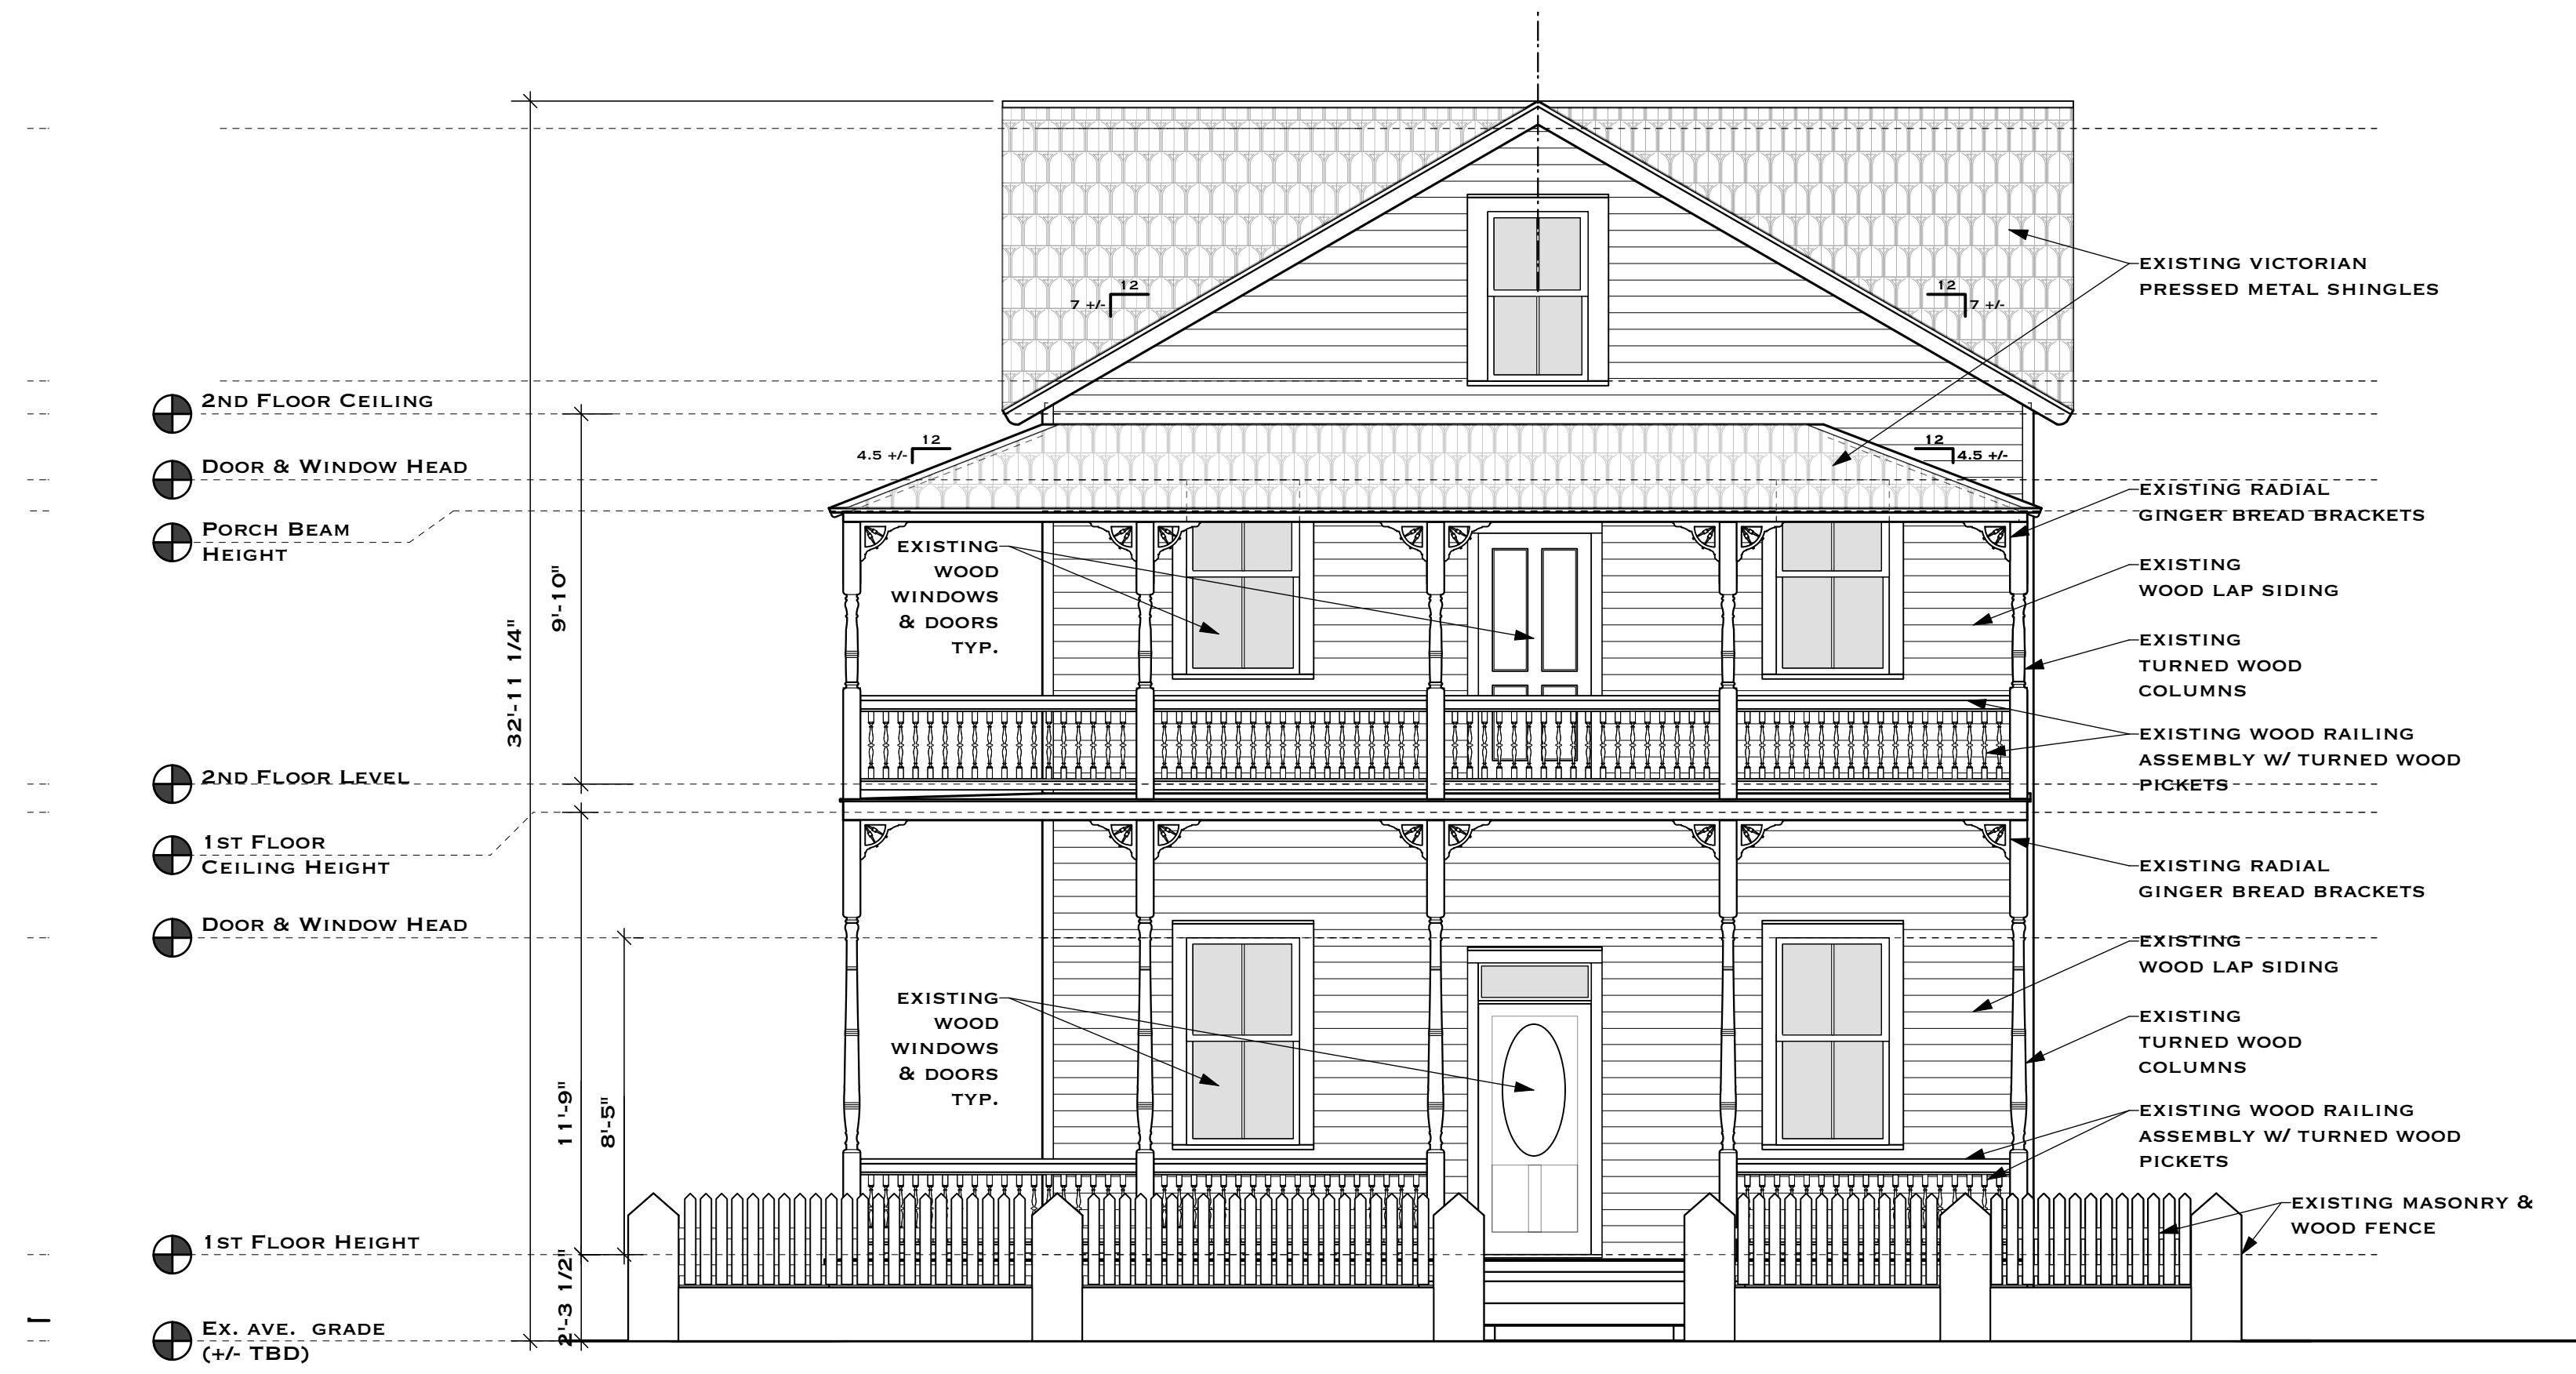 2nd Floor Ceiling
Door & Window Head
Porch Beam
Height
2nd Floor Level
1st Floor
Ceiling Height
Door & Window Head
1st Floor Height
Ex. ave. grade
(+/- TBD)
32'-11 1/4"
9'-10"
11'-9"
8'-5"
2'-3 1/2"
12
7 +/-
12
7 +/-
12
4.5 +/-
12
4.5 +/-
EXISTING
WOOD
WINDOWS
& DOORS
TYP.
EXISTING
WOOD
WINDOWS
& DOORS
TYP.
EXISTING VICTORIAN
PRESSED METAL SHINGLES
EXISTING RADIAL
GINGER BREAD BRACKETS
EXISTING
WOOD LAP SIDING
EXISTING
TURNED WOOD
COLUMNS
EXISTING WOOD RAILING
ASSEMBLY W/ TURNED WOOD
PICKETS
EXISTING RADIAL
GINGER BREAD BRACKETS
EXISTING
WOOD LAP SIDING
EXISTING
TURNED WOOD
COLUMNS
EXISTING WOOD RAILING
ASSEMBLY W/ TURNED WOOD
PICKETS
EXISTING MASONRY &
WOOD FENCE